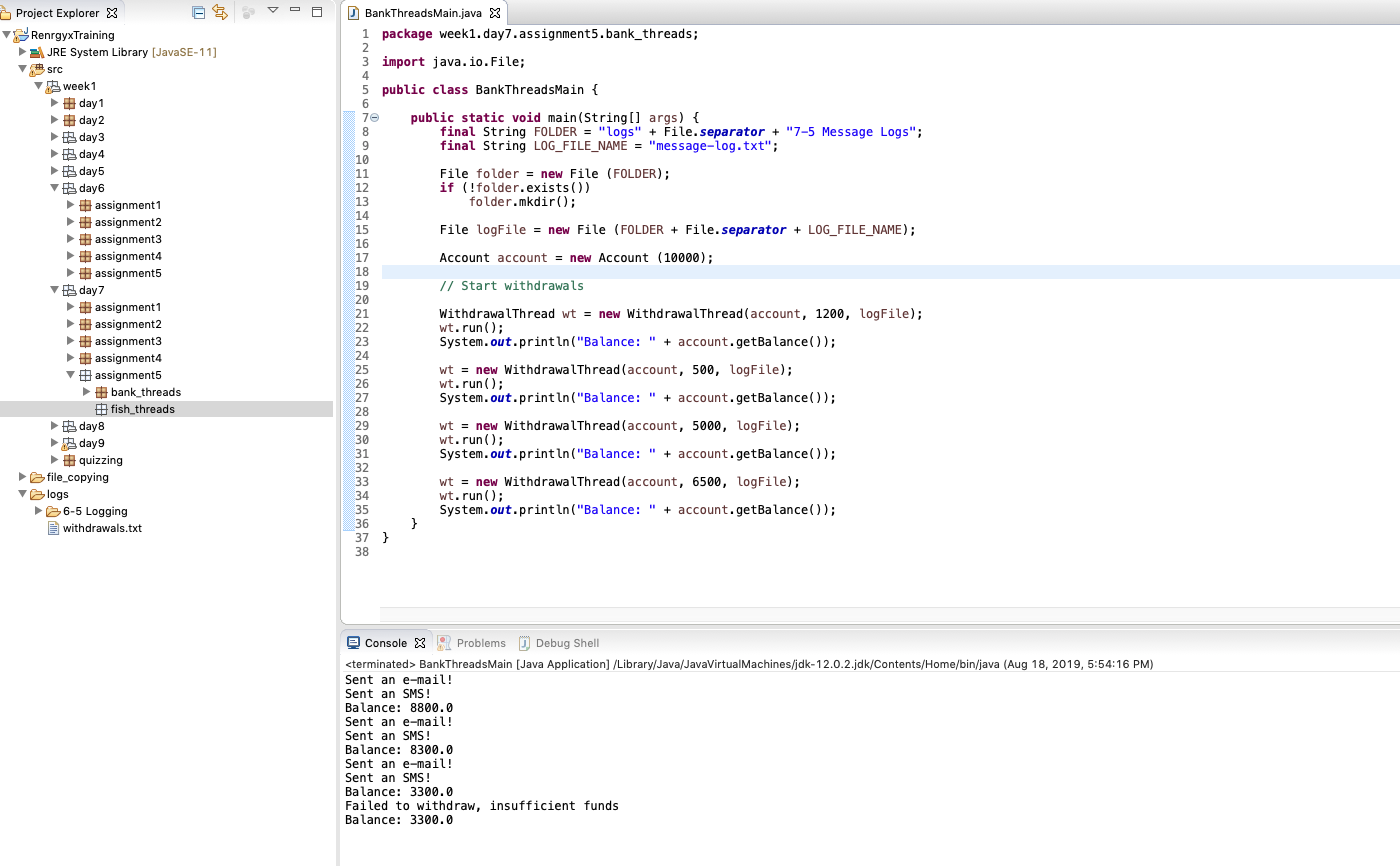 Project Explorer
RenrgyxTraining
JRE System Library [JavaSE-11]
src
week1
day1
day2
day3
day4
day5
day6
assignment1
assignment2
assignment3
assignment4
assignment5
day7
assignment1
assignment2
assignment3
assignment4
assignment5
bank_threads
fish_threads
day8
day9
quizzing
file_copying
logs
6-5 Logging
withdrawals.txt
BankThreadsMain.java
1 package week1.day7.assignment5.bank_threads;
2
3 import java.io.File;
4
5 public class BankThreadsMain {
6
7 public static void main(String[] args) {
8 final String FOLDER = "logs" + File.separator + "7-5 Message Logs";
9 final String LOG_FILE_NAME = "message-log.txt";
10
11 File folder = new File (FOLDER);
12 if (!folder.exists())
13 folder.mkdir();
14
15 File logFile = new File (FOLDER + File.separator + LOG_FILE_NAME);
16
17 Account account = new Account (10000);
18
19 // Start withdrawals
20
21 WithdrawalThread wt = new WithdrawalThread(account, 1200, logFile);
22 wt.run();
23 System.out.println("Balance: " + account.getBalance());
24
25 wt = new WithdrawalThread(account, 500, logFile);
26 wt.run();
27 System.out.println("Balance: " + account.getBalance());
28
29 wt = new WithdrawalThread(account, 5000, logFile);
30 wt.run();
31 System.out.println("Balance: " + account.getBalance());
32
33 wt = new WithdrawalThread(account, 6500, logFile);
34 wt.run();
35 System.out.println("Balance: " + account.getBalance());
36 }
37 }
38
Console Problems Debug Shell
<terminated> BankThreadsMain [Java Application] /Library/Java/JavaVirtualMachines/jdk-12.0.2.jdk/Contents/Home/bin/java (Aug 18, 2019, 5:54:16 PM)
Sent an e-mail!
Sent an SMS!
Balance: 8800.0
Sent an e-mail!
Sent an SMS!
Balance: 8300.0
Sent an e-mail!
Sent an SMS!
Balance: 3300.0
Failed to withdraw, insufficient funds
Balance: 3300.0